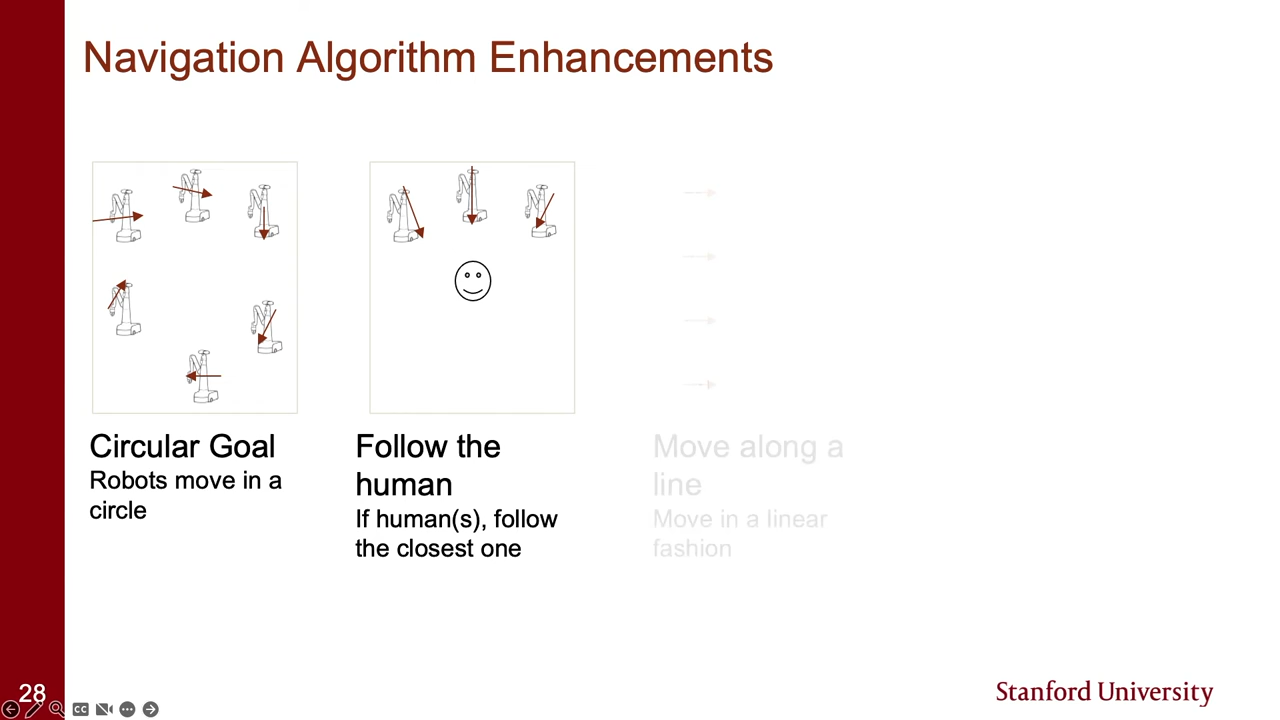 Navigation Algorithm Enhancements
Circular Goal
Robots move in a
circle
Follow the
human
If human(s), follow
the closest one
Move along a
line
Move in a linear
fashion
28
CC
Stanford University